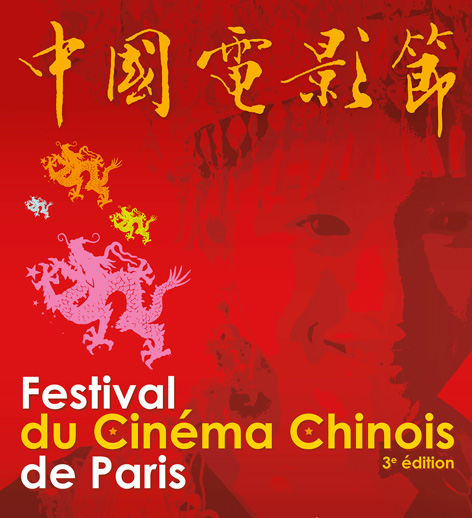 中國電影節
Festival
du Cinéma Chinois
de Paris
3e édition